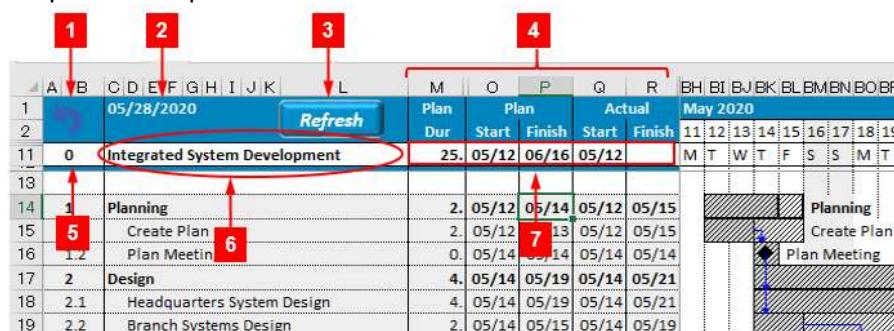 1 2 3 4
A B C D E F G H I J K L M O P Q R BH BI BJ BK BL BM BN BO BP
1 05/28/2020 Refresh Plan Plan Actual May 2020
2 Dur Start Finish Start Finish 11 12 13 14 15 16 17 18 19
11 0 Integrated System Development 25. 05/12 06/16 05/12 M T W T F S S M T
13
14 1 Planning 2. 05/12 05/14 05/12 05/15 Planning
15 Create Plan 2. 05/12 13 05/12 05/15 Create Plan
16 1.2 Plan Meetin 0. 05/14 /14 05/14 05/14 Plan Meeting
5 6 7
17 2 Design 4. 05/14 05/19 05/14 05/21
18 2.1 Headquarters System Design 4. 05/14 05/19 05/14 05/21
19 2.2 Branch Systems Design 2. 05/14 05/15 05/14 05/19